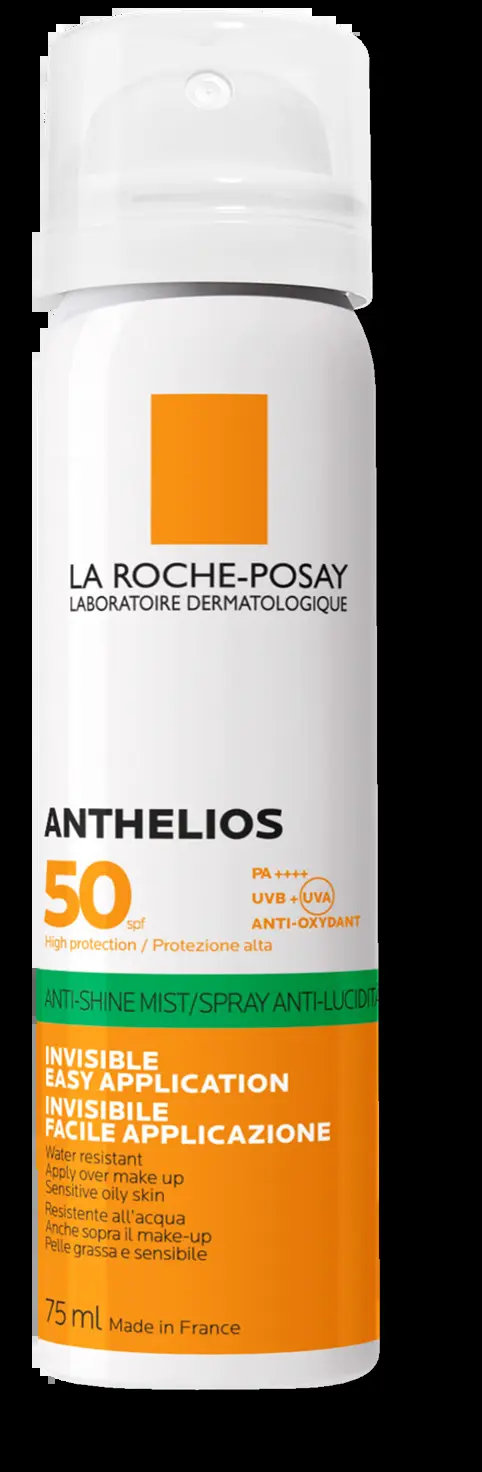 LA ROCHE-POSAY
LABORATOIRE DERMATOLOGIQUE
ANTHELIOS
50 spf
PA ++++
UVB + UVA
ANTI-OXYDANT
High protection / Protezione alta
ANTI-SHINE MIST/SPRAY ANTI-LUCIDITÀ
INVISIBLE
EASY APPLICATION
INVISIBILE
FACILE APPLICAZIONE
Water resistant
Apply over make up
Sensitive oily skin
Resistente all'acqua
Anche sopra il make-up
Pelle grassa e sensibile
75 ml Made in France